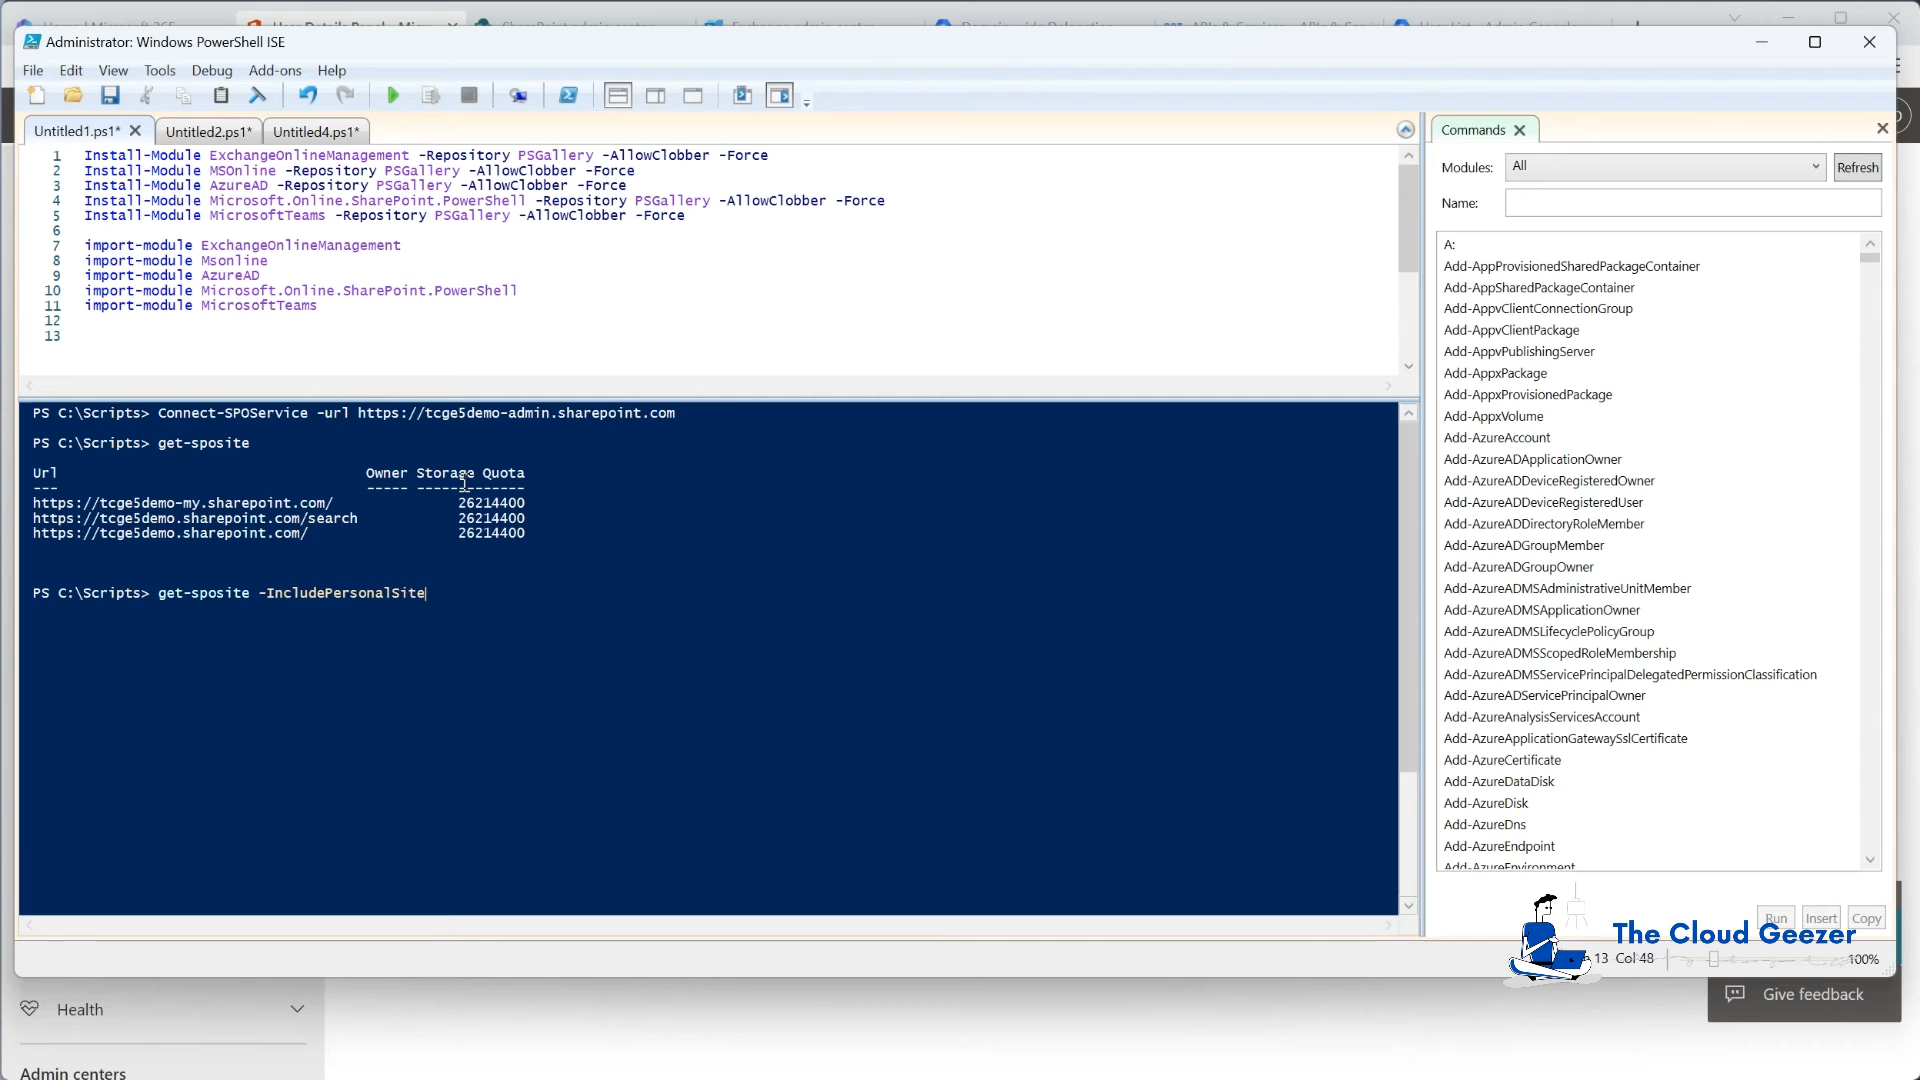 Administrator: Windows PowerShell ISE
File Edit View Tools Debug Add-ons Help
Untitled1.ps1* Untitled2.ps1* Untitled4.ps1*
1 Install-Module ExchangeOnlineManagement -Repository PSGallery -AllowClobber -Force
2 Install-Module MSOnline -Repository PSGallery -AllowClobber -Force
3 Install-Module AzureAD -Repository PSGallery -AllowClobber -Force
4 Install-Module Microsoft.Online.SharePoint.PowerShell -Repository PSGallery -AllowClobber -Force
5 Install-Module MicrosoftTeams -Repository PSGallery -AllowClobber -Force
6
7 import-module ExchangeOnlineManagement
8 import-module Msonline
9 import-module AzureAD
10 import-module Microsoft.Online.SharePoint.PowerShell
11 import-module MicrosoftTeams
12
13
PS C:\Scripts> Connect-SPOService -url https://tcge5demo-admin.sharepoint.com
PS C:\Scripts> get-sposite
Url Owner Storage Quota
--- ----- -------------
https://tcge5demo-my.sharepoint.com/ 26214400
https://tcge5demo.sharepoint.com/search 26214400
https://tcge5demo.sharepoint.com/ 26214400
PS C:\Scripts> get-sposite -IncludePersonalSite
Commands
Modules: All Refresh
Name:
A:
Add-AppProvisionedSharedPackageContainer
Add-AppSharedPackageContainer
Add-AppvClientConnectionGroup
Add-AppvClientPackage
Add-AppvPublishingServer
Add-AppxPackage
Add-AppxProvisionedPackage
Add-AppxVolume
Add-AzureAccount
Add-AzureADApplicationOwner
Add-AzureADDeviceRegisteredOwner
Add-AzureADDeviceRegisteredUser
Add-AzureADDirectoryRoleMember
Add-AzureADGroupMember
Add-AzureADGroupOwner
Add-AzureADMSAdministrativeUnitMember
Add-AzureADMSApplicationOwner
Add-AzureADMSLifecyclePolicyGroup
Add-AzureADMSScopedRoleMembership
Add-AzureADMSServicePrincipalDelegatedPermissionClassification
Add-AzureADServicePrincipalOwner
Add-AzureAnalysisServicesAccount
Add-AzureApplicationGatewaySslCertificate
Add-AzureCertificate
Add-AzureDataDisk
Add-AzureDisk
Add-AzureDns
Add-AzureEndpoint
Add-AzureEnvironment
Run Insert Copy
The Cloud Geezer
13 Col 48 100%
Give feedback
Health
Admin centers